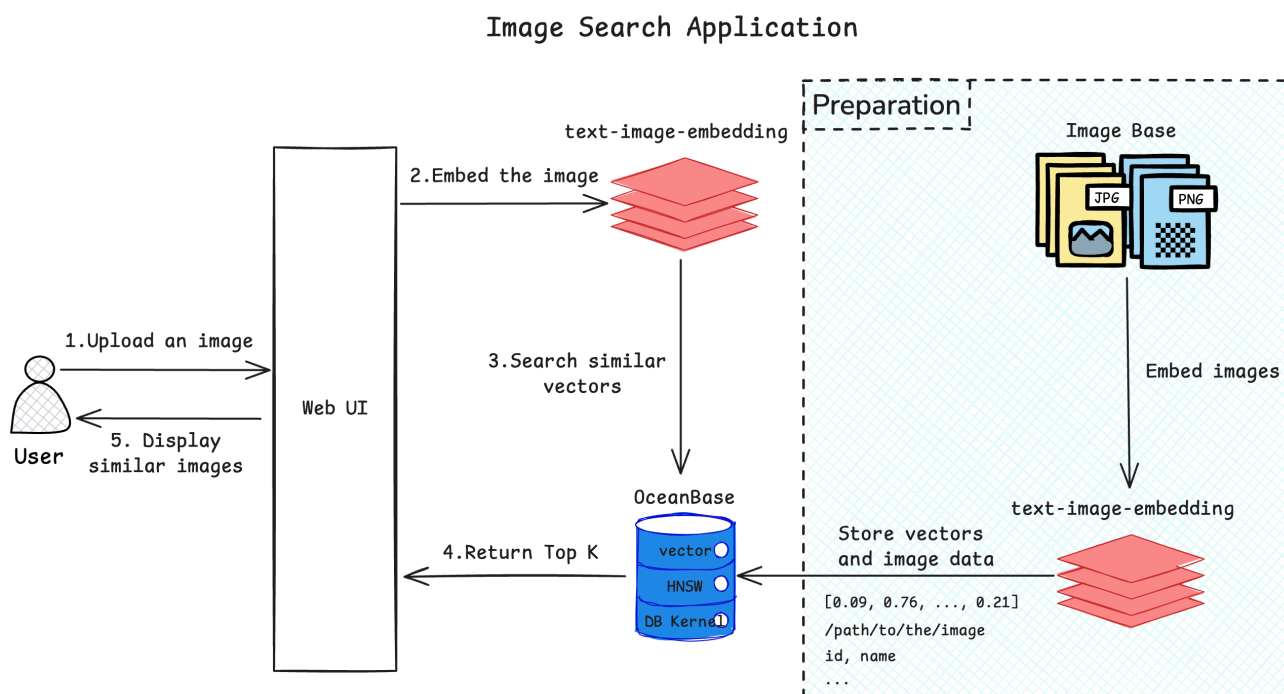 Image Search Application
Preparation
text-image-embedding
Image Base
JPG
PNG
2.Embed the image
1.Upload an image
3.Search similar
vectors
Embed images
Web UI
5. Display
similar images
User
OceanBase
text-image-embedding
4.Return Top K
vector
HNSW
DB Kernel
Store vectors
and image data
[0.09, 0.76, ..., 0.21]
/path/to/the/image
id, name
...